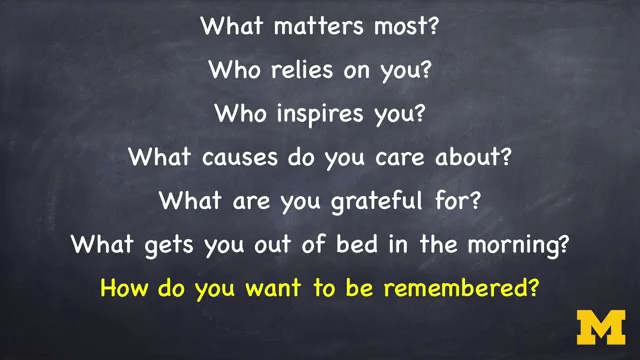 What matters most?
Who relies on you?
Who inspires you?
What causes do you care about?
What are you grateful for?
What gets you out of bed in the morning?
How do you want to be remembered?
M